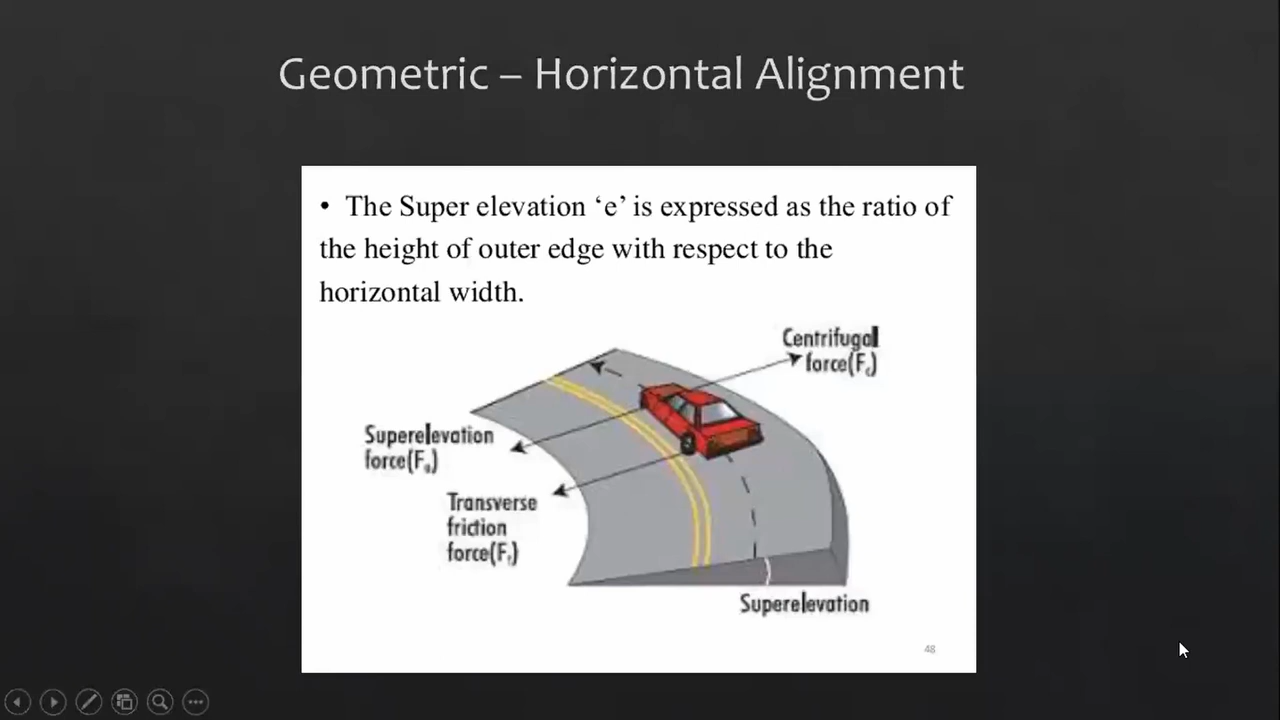 Geometric – Horizontal Alignment
• The Super elevation ‘e’ is expressed as the ratio of
the height of outer edge with respect to the
horizontal width.
Centrifugal
force(Fc)
Superelevation
force(Fe)
Transverse
friction
force(Ff)
Superelevation
48